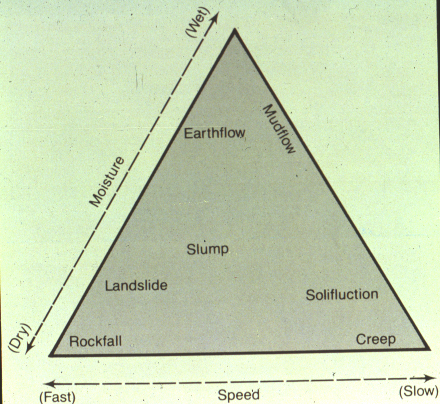 (Wet)
Mudflow
Earthflow
Moisture
Slump
Landslide
Solifluction
(Dry)
Rockfall
Creep
(Fast)
Speed
(Slow)